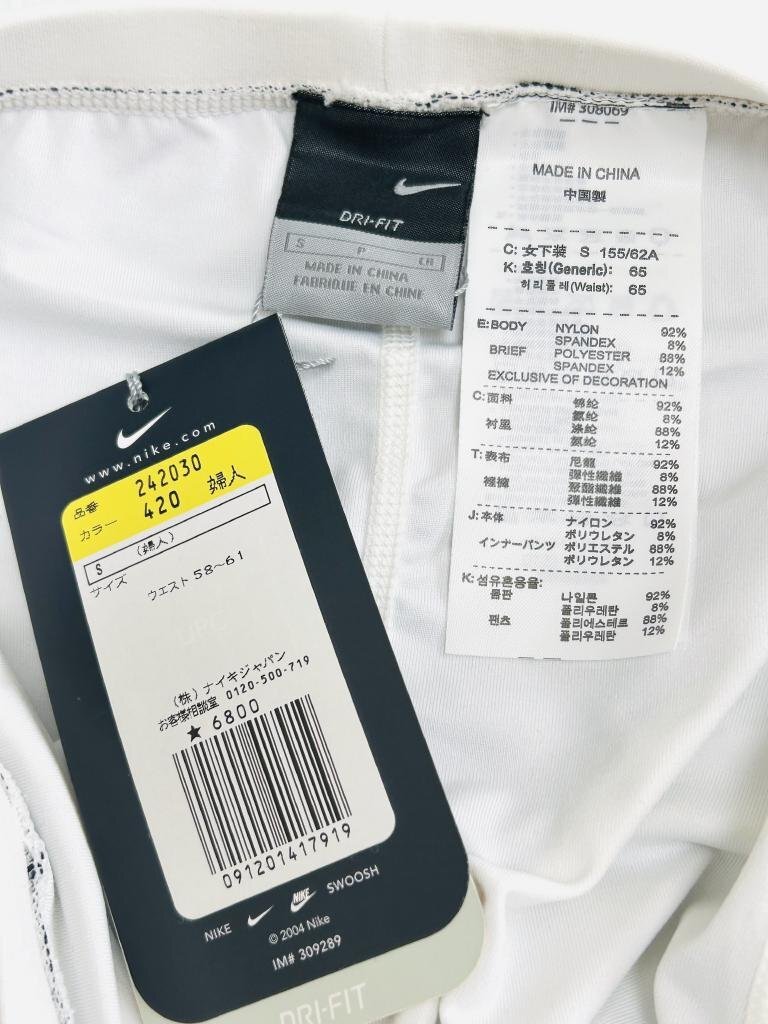 DRI-FIT
S P CH
MADE IN CHINA
FABRIQUE EN CHINE
IM# 308069
MADE IN CHINA
中国製
C: 女下装 S 155/62A
K: 호칭(Generic): 65
허리둘레(Waist): 65
E: BODY NYLON 92%
SPANDEX 8%
BRIEF POLYESTER 88%
SPANDEX 12%
EXCLUSIVE OF DECORATION
C: 面料 锦纶 92%
氨纶 8%
衬里 涤纶 88%
氨纶 12%
T: 表布 尼龍 92%
彈性纖維 8%
褲褲 聚酯纖維 88%
彈性纖維 12%
J: 本体 ナイロン 92%
ポリウレタン 8%
インナーパンツ ポリエステル 88%
ポリウレタン 12%
K: 섬유혼용율:
몸판 나일론 92%
폴리우레탄 8%
팬츠 폴리에스테르 88%
폴리우레탄 12%
www.nike.com
品番 242030
カラー 420 婦人
S (婦人)
サイズ
ウエスト 58~61
(株) ナイキジャパン
お客様相談室 0120-500-719
★ 6800
091201417919
NIKE NIKE SWOOSH
© 2004 Nike
IM# 309289
DRI-FIT